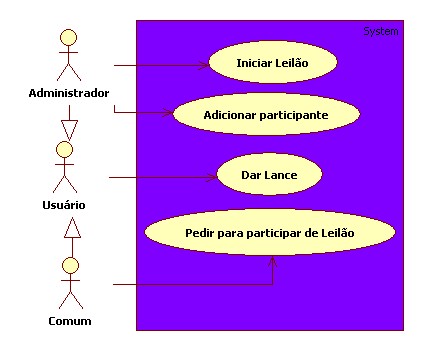 System
Iniciar Leilão
Administrador
Adicionar participante
Dar Lance
Usuário
Pedir para participar de Leilão
Comum